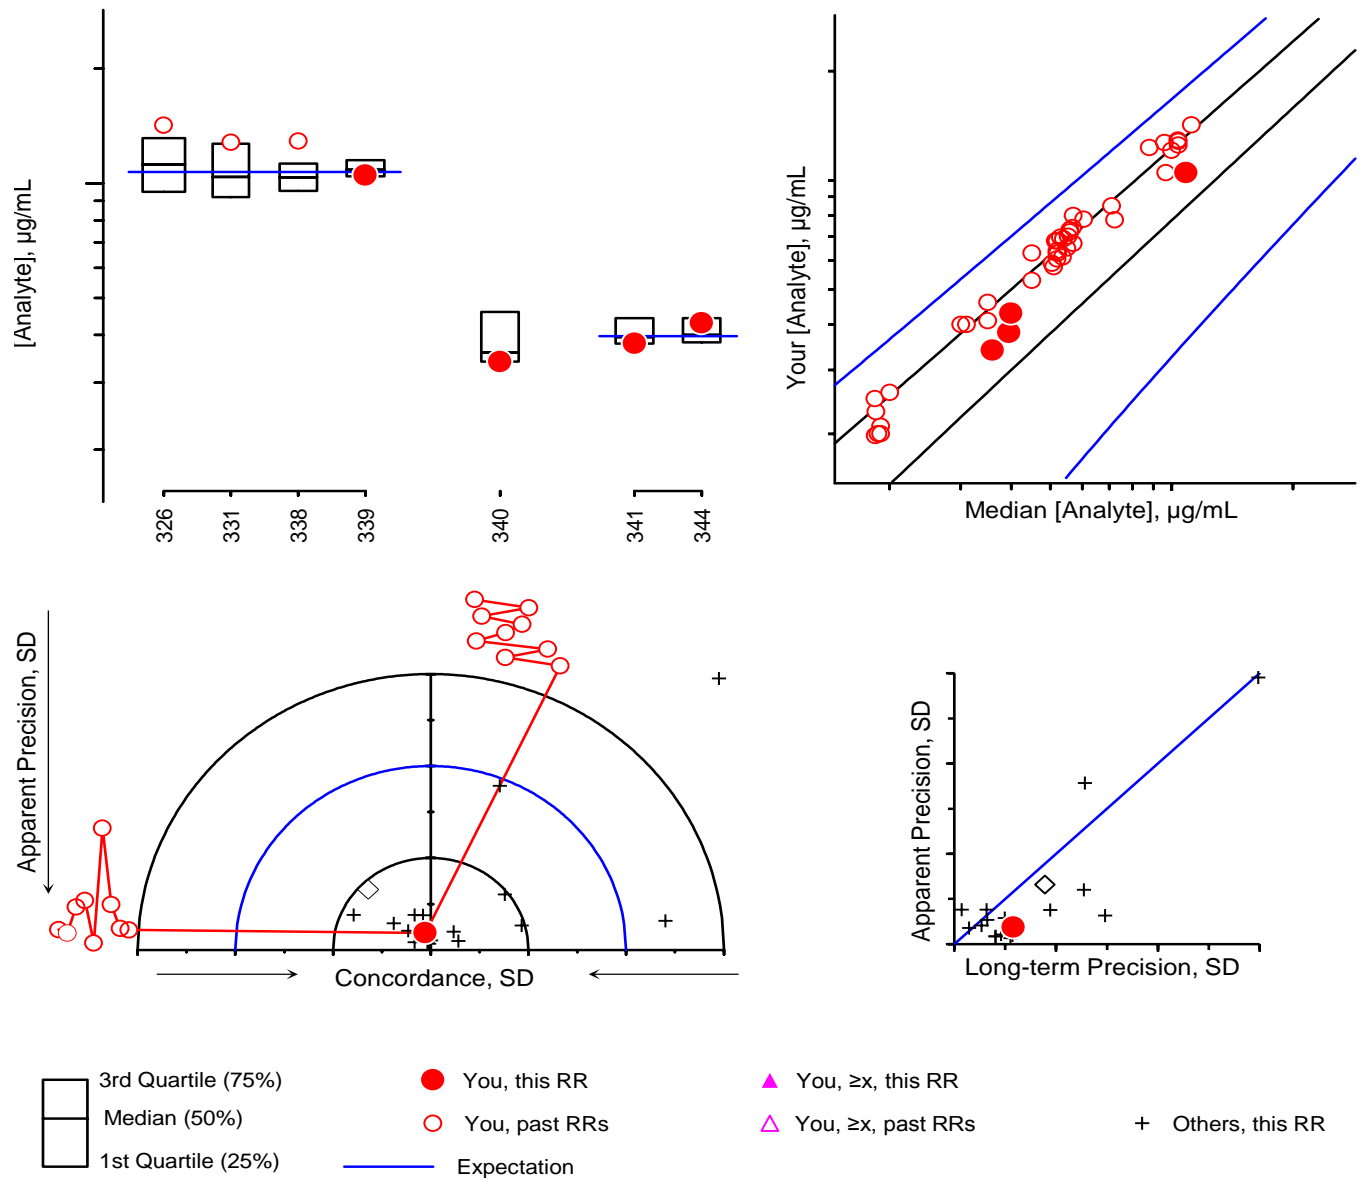 [Analyte], µg/mL
326
331
338
339
340
341
344
Your [Analyte], µg/mL
Median [Analyte], µg/mL
Apparent Precision, SD
Concordance, SD
Apparent Precision, SD
Long-term Precision, SD
3rd Quartile (75%)
Median (50%)
1st Quartile (25%)
You, this RR
You, past RRs
Expectation
You, ≥x, this RR
You, ≥x, past RRs
Others, this RR